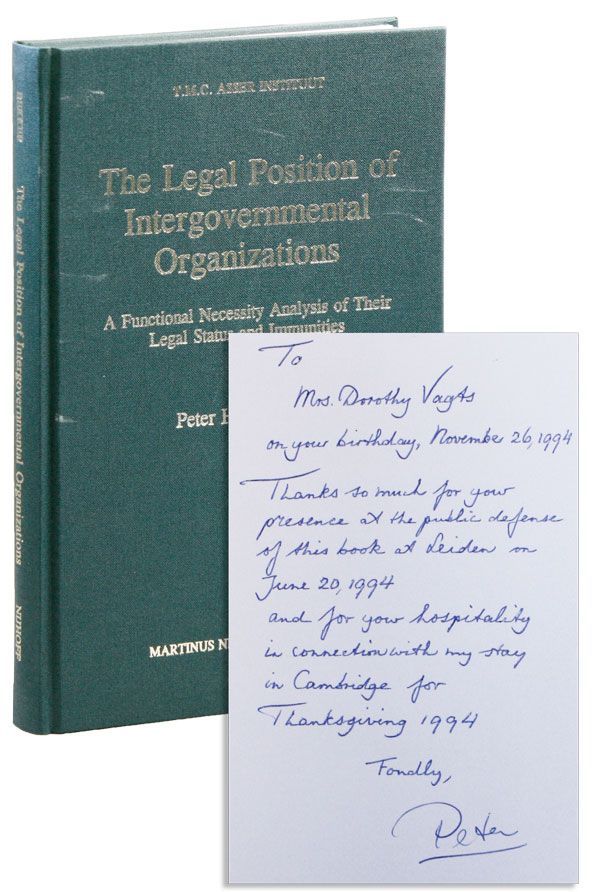 T.M.C. ASSER INSTITUUT
The Legal Position of
Intergovernmental
Organizations
A Functional Necessity Analysis of Their
Legal Status and Immunities
Peter H
MARTINUS N
BEKKER The Legal Position of Intergovernmental Organizations NIJHOFF
To
Mrs. Dorothy Vagts
on your birthday, November 26, 1994
Thanks so much for your
presence at the public defense
of this book at Leiden on
June 20, 1994
and for your hospitality
in connection with my stay
in Cambridge for
Thanksgiving 1994
Fondly,
Peter